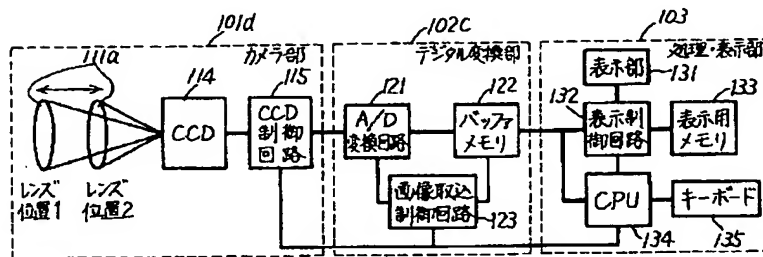 101d
カメラ部
111a
114
CCD
115
CCD
制御
回路
レンズ
位置1
レンズ
位置2
102C
デジタル変換部
121
A/D
変換回路
122
バッファ
メモリ
画像取込
制御回路
123
103
処理・表示部
表示部
131
132
表示制
御回路
133
表示用
メモリ
CPU
134
キーボード
135